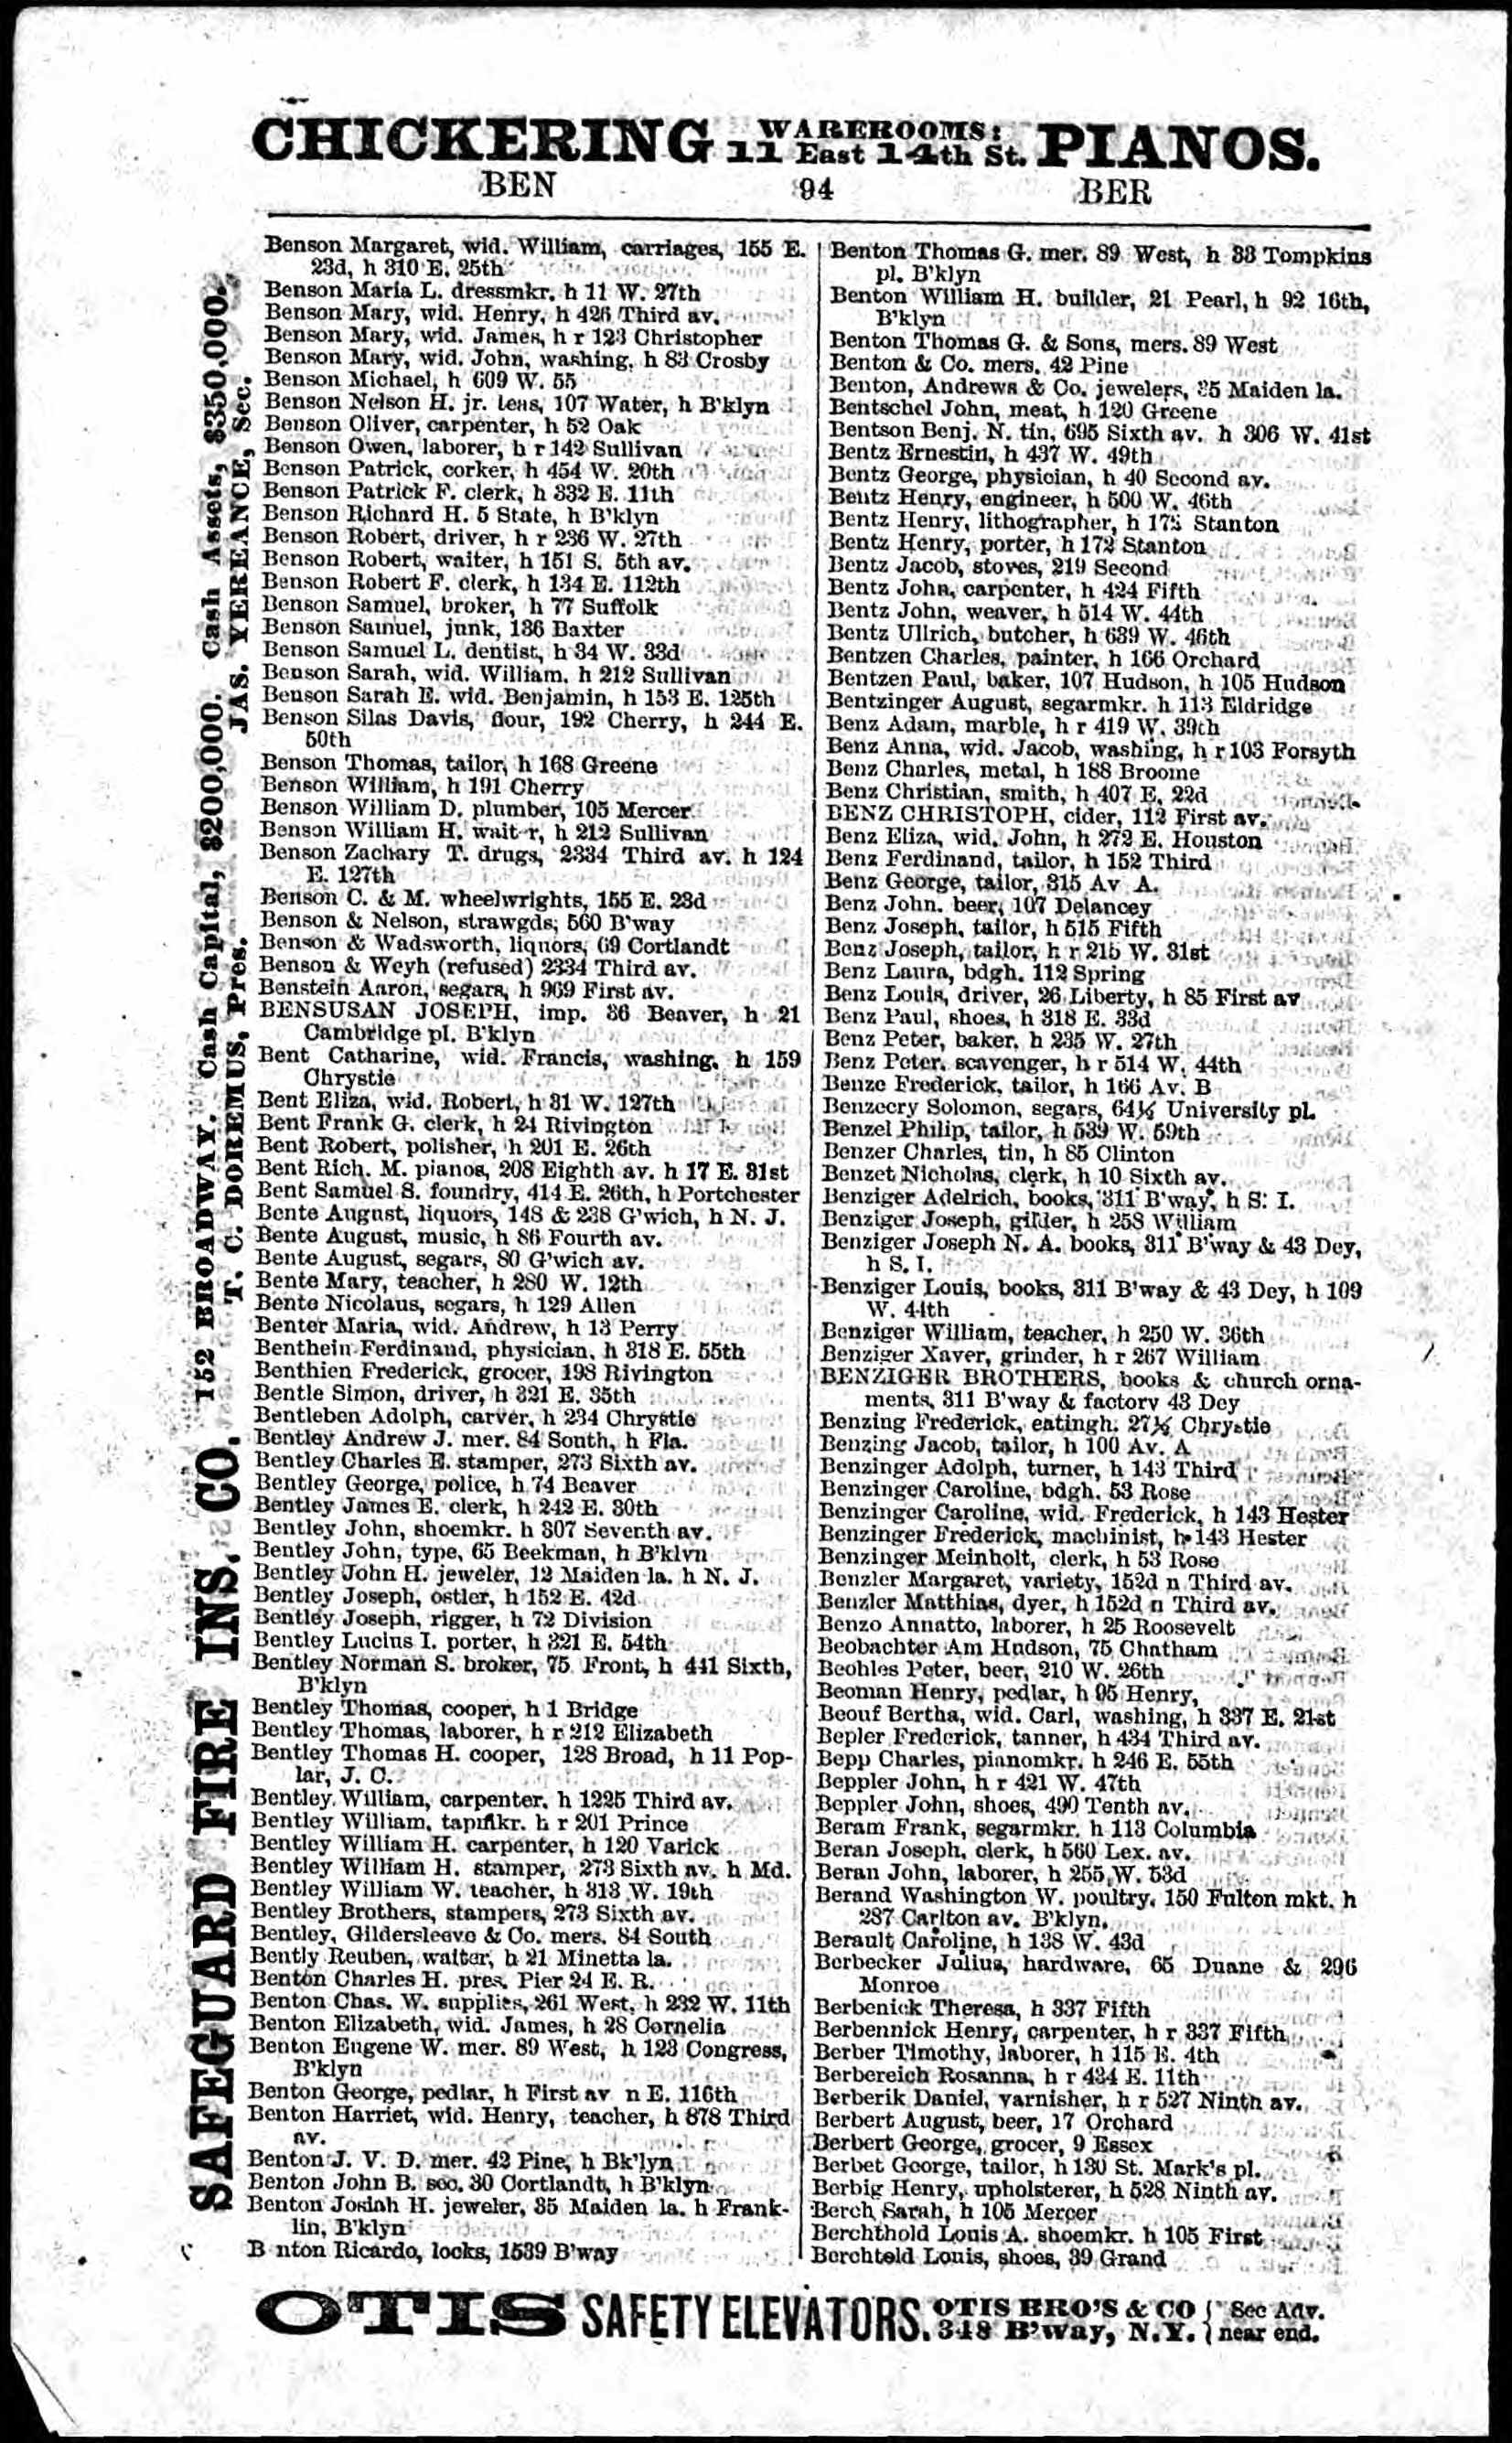 CHICKERING WAREROOMS: 11 East 14th St. PIANOS.
BEN 94 BER
SAFEGUARD FIRE INS. CO. 152 BROADWAY. Cash Capital, $200,000. Cash Assets, $350,000.
T. C. DOREMUS, Pres. JAS. YEREANCE, Sec.
Benson Margaret, wid. William, carriages, 155 E.
23d, h 310 E. 25th
Benson Maria L. dressmkr. h 11 W. 27th
Benson Mary, wid. Henry, h 426 Third av.
Benson Mary, wid. James, h r 123 Christopher
Benson Mary, wid. John, washing, h 83 Crosby
Benson Michael, h 609 W. 55
Benson Nelson H. jr. teas, 107 Water, h B'klyn
Benson Oliver, carpenter, h 52 Oak
Benson Owen, laborer, h r 142 Sullivan
Benson Patrick, corker, h 454 W. 20th
Benson Patrick F. clerk, h 332 E. 11th
Benson Richard H. 5 State, h B'klyn
Benson Robert, driver, h r 236 W. 27th
Benson Robert, waiter, h 151 S. 5th av.
Benson Robert F. clerk, h 134 E. 112th
Benson Samuel, broker, h 77 Suffolk
Benson Samuel, junk, 136 Baxter
Benson Samuel L. dentist, h 34 W. 33d
Benson Sarah, wid. William, h 212 Sullivan
Benson Sarah E. wid. Benjamin, h 153 E. 125th
Benson Silas Davis, flour, 192 Cherry, h 244 E.
50th
Benson Thomas, tailor, h 168 Greene
Benson William, h 191 Cherry
Benson William D. plumber, 105 Mercer
Benson William H. wait r, h 212 Sullivan
Benson Zachary T. drugs, 2334 Third av. h 124
E. 127th
Benson C. & M. wheelwrights, 155 E. 23d
Benson & Nelson, strawgds, 560 B'way
Benson & Wadsworth, liquors, 69 Cortlandt
Benson & Weyh (refused) 2334 Third av.
Benstein Aaron, segars, h 969 First av.
BENSUSAN JOSEPH, imp. 36 Beaver, h 21
Cambridge pl. B'klyn
Bent Catharine, wid. Francis, washing, h 159
Chrystie
Bent Eliza, wid. Robert, h 31 W. 127th
Bent Frank G. clerk, h 24 Rivington
Bent Robert, polisher, h 201 E. 26th
Bent Rich. M. pianos, 208 Eighth av. h 17 E. 31st
Bent Samuel S. foundry, 414 E. 26th, h Portchester
Bente August, liquors, 148 & 238 G'wich, h N. J.
Bente August, music, h 86 Fourth av.
Bente August, segars, 80 G'wich av.
Bente Mary, teacher, h 280 W. 12th
Bente Nicolaus, segars, h 129 Allen
Benter Maria, wid. Andrew, h 13 Perry
Benthein Ferdinand, physician, h 318 E. 55th
Benthien Frederick, grocer, 198 Rivington
Bentle Simon, driver, h 321 E. 35th
Bentleben Adolph, carver, h 234 Chrystie
Bentley Andrew J. mer. 84 South, h Fla.
Bentley Charles E. stamper, 273 Sixth av.
Bentley George, police, h 74 Beaver
Bentley James E. clerk, h 242 E. 30th
Bentley John, shoemkr. h 307 Seventh av.
Bentley John, type, 65 Beekman, h B'klyn
Bentley John H. jeweler, 12 Maiden la. h N. J.
Bentley Joseph, ostler, h 152 E. 42d
Bentley Joseph, rigger, h 72 Division
Bentley Lucius I. porter, h 321 E. 54th
Bentley Norman S. broker, 75 Front, h 441 Sixth,
B'klyn
Bentley Thomas, cooper, h 1 Bridge
Bentley Thomas, laborer, h r 212 Elizabeth
Bentley Thomas H. cooper, 128 Broad, h 11 Pop-
lar, J. C.
Bentley William, carpenter, h 1225 Third av.
Bentley William, h r 201 Prince
Bentley William H. carpenter, h 120 Varick
Bentley William H. stamper, 273 Sixth av. h Md.
Bentley William W. teacher, h 313 W. 19th
Bentley Brothers, stampers, 273 Sixth av.
Bentley, Gildersleeve & Co. mers. 84 South
Bently Reuben, waiter, h 21 Minetta la.
Benton Charles H. pres. Pier 24 E. R.
Benton Chas. W. supplies, 261 West, h 232 W. 11th
Benton Elizabeth, wid. James, h 28 Cornelia
Benton Eugene W. mer. 89 West, h 123 Congress,
B'klyn
Benton George, pedlar, h First av n E. 116th
Benton Harriet, wid. Henry, teacher, h 878 Third
av.
Benton J. V. D. mer. 42 Pine, h Bk'lyn
Benton John B. sec. 30 Cortlandt, h B'klyn
Benton Josiah H. jeweler, 35 Maiden la. h Frank-
lin, B'klyn
B nton Ricardo, locks, 1539 B'way
Benton Thomas G. mer. 89 West, h 33 Tompkins
pl. B'klyn
Benton William H. builder, 21 Pearl, h 92 16th,
B'klyn
Benton Thomas G. & Sons, mers. 89 West
Benton & Co. mers. 42 Pine
Benton, Andrews & Co. jewelers, 35 Maiden la.
Bentschel John, meat, h 120 Greene
Bentson Benj. N. tin, 695 Sixth av. h 306 W. 41st
Bentz Ernestin, h 437 W. 49th
Bentz George, physician, h 40 Second av.
Bentz Henry, engineer, h 500 W. 46th
Bentz Henry, lithographer, h Stanton
Bentz Henry, porter, h 172 Stanton
Bentz Jacob, stoves, 219 Second
Bentz John, carpenter, h 424 Fifth
Bentz John, weaver, h 514 W. 44th
Bentz Ullrich, butcher, h 639 W. 46th
Bentzen Charles, painter, h 166 Orchard
Bentzen Paul, baker, 107 Hudson, h 105 Hudson
Bentzinger August, segarmkr. h 113 Eldridge
Benz Adam, marble, h r 419 W. 39th
Benz Anna, wid. Jacob, washing, h r 103 Forsyth
Benz Charles, metal, h 188 Broome
Benz Christian, smith, h 407 E. 22d
BENZ CHRISTOPH, cider, 112 First av.
Benz Eliza, wid. John, h 272 E. Houston
Benz Ferdinand, tailor, h 152 Third
Benz George, tailor, 315 Av A.
Benz John. beer, 107 Delancey
Benz Joseph, tailor, h 515 Fifth
Benz Joseph, tailor, h r 215 W. 31st
Benz Laura, bdgh. 112 Spring
Benz Louis, driver, 26 Liberty, h 85 First av
Benz Paul, shoes, h 318 E. 33d
Benz Peter, baker, h 235 W. 27th
Benz Peter, scavenger, h r 514 W. 44th
Benze Frederick, tailor, h 166 Av. B
Benzecry Solomon, segars, 64½ University pl.
Benzel Philip, tailor, h 539 W. 59th
Benzer Charles, tin, h 85 Clinton
Benzet Nicholas, clerk, h 10 Sixth av.
Benziger Adelrich, books, 311 B'way, h S. I.
Benziger Joseph, gilder, h 258 William
Benziger Joseph N. A. books, 311 B'way & 43 Dey,
h S. I.
Benziger Louis, books, 311 B'way & 43 Dey, h 109
W. 44th
Benziger William, teacher, h 250 W. 36th
Benziger Xaver, grinder, h r 267 William
BENZIGER BROTHERS, books & church orna-
ments, 311 B'way & factory 43 Dey
Benzing Frederick, eatingh. 27½ Chrystie
Benzing Jacob, tailor, h 100 Av. A
Benzinger Adolph, turner, h 143 Third
Benzinger Caroline, bdgh. 53 Rose
Benzinger Caroline, wid. Frederick, h 143 Hester
Benzinger Frederick, machinist, h 143 Hester
Benzinger Meinholt, clerk, h 53 Rose
Benzler Margaret, variety, 152d n Third av.
Benzler Matthias, dyer, h 152d n Third av.
Benzo Annatto, laborer, h 25 Roosevelt
Beobachter Am Hudson, 75 Chatham
Beohles Peter, beer, 210 W. 26th
Beoman Henry, pedlar, h 95 Henry,
Beouf Bertha, wid. Carl, washing, h 337 E. 21st
Bepler Frederick, tanner, h 434 Third av.
Bepp Charles, pianomkr. h 246 E. 55th
Beppler John, h r 421 W. 47th
Beppler John, shoes, 490 Tenth av.
Beram Frank, segarmkr. h 113 Columbia
Beran Joseph, clerk, h 560 Lex. av.
Beran John, laborer, h 255 W. 53d
Berand Washington W. poultry, 150 Fulton mkt. h
287 Carlton av. B'klyn.
Berault Caroline, h 138 W. 43d
Berbecker Julius, hardware, 65 Duane & 296
Monroe
Berbenick Theresa, h 337 Fifth
Berbennick Henry, carpenter, h r 337 Fifth
Berber Timothy, laborer, h 115 E. 4th
Berbereich Rosanna, h r 434 E. 11th
Berberik Daniel, varnisher, h r 527 Ninth av.
Berbert August, beer, 17 Orchard
Berbert George, grocer, 9 Essex
Berbet George, tailor, h 130 St. Mark's pl.
Berbig Henry, upholsterer, h 528 Ninth av.
Berch Sarah, h 105 Mercer
Berchthold Louis A. shoemkr. h 105 First
Berchtold Louis, shoes, 39 Grand
OTIS SAFETY ELEVATORS. OTIS BRO'S & CO See Adv.
348 B'way, N.Y. near end.